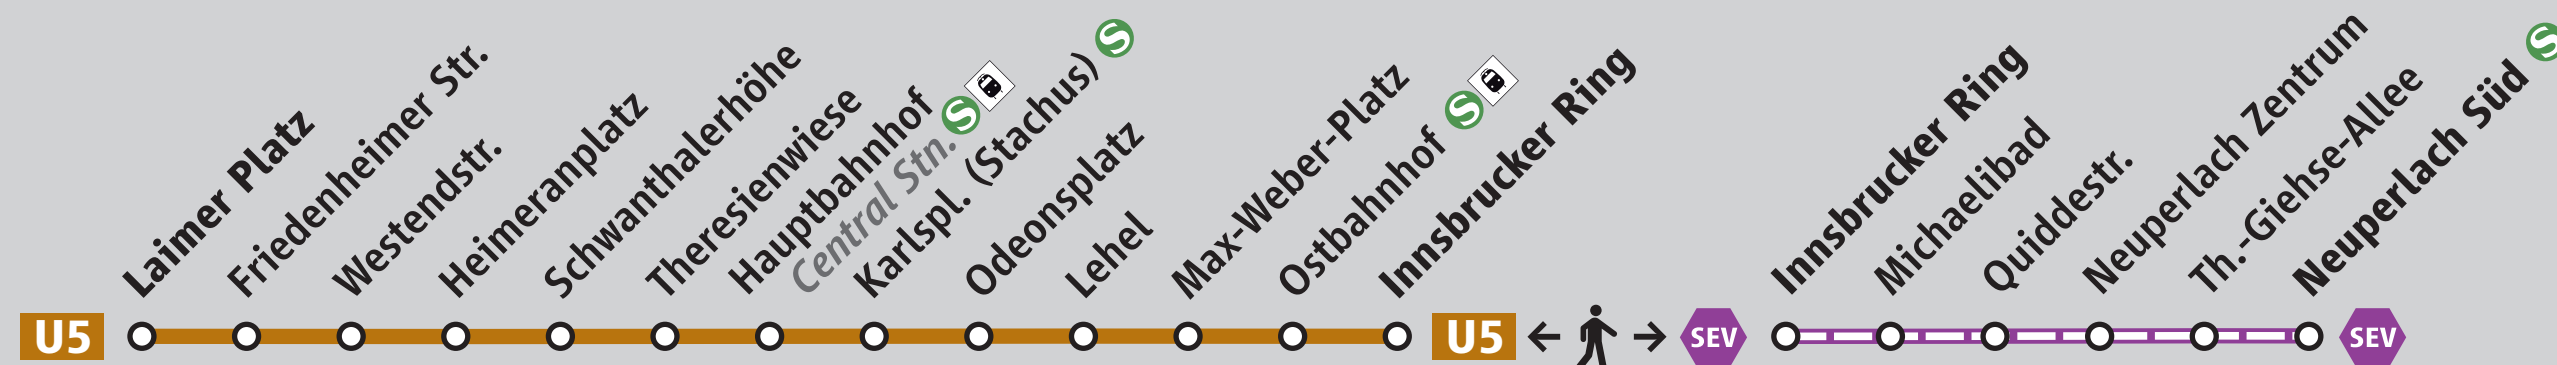 Laimer Platz
Friedenheimer Str.
Westendstr.
Heimeranplatz
Schwanthalerhöhe
Theresienwiese
Hauptbahnhof S
Central Stn.
Karlspl. (Stachus) S
Odeonsplatz
Lehel
Max-Weber-Platz
Ostbahnhof S
Innsbrucker Ring
Innsbrucker Ring
Michaelibad
Quiddestr.
Neuperlach Zentrum
Th.-Giehse-Allee
Neuperlach Süd S
U5
U5
SEV
SEV